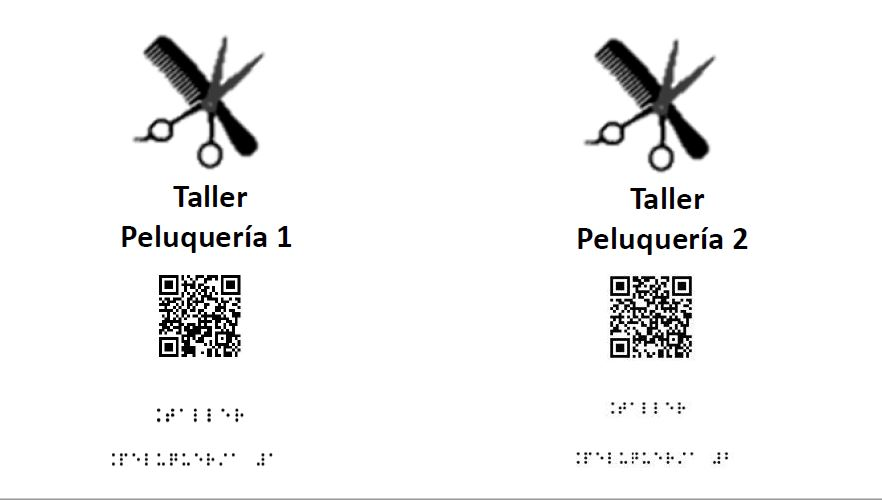 Taller
Peluquería 1
⠨⠞⠁⠇⠇⠑⠗
⠨⠏⠑⠇⠥⠟⠥⠑⠗⠌⠁ ⠼⠁
Taller
Peluquería 2
⠨⠞⠁⠇⠇⠑⠗
⠨⠏⠑⠇⠥⠟⠥⠑⠗⠌⠁ ⠼⠃